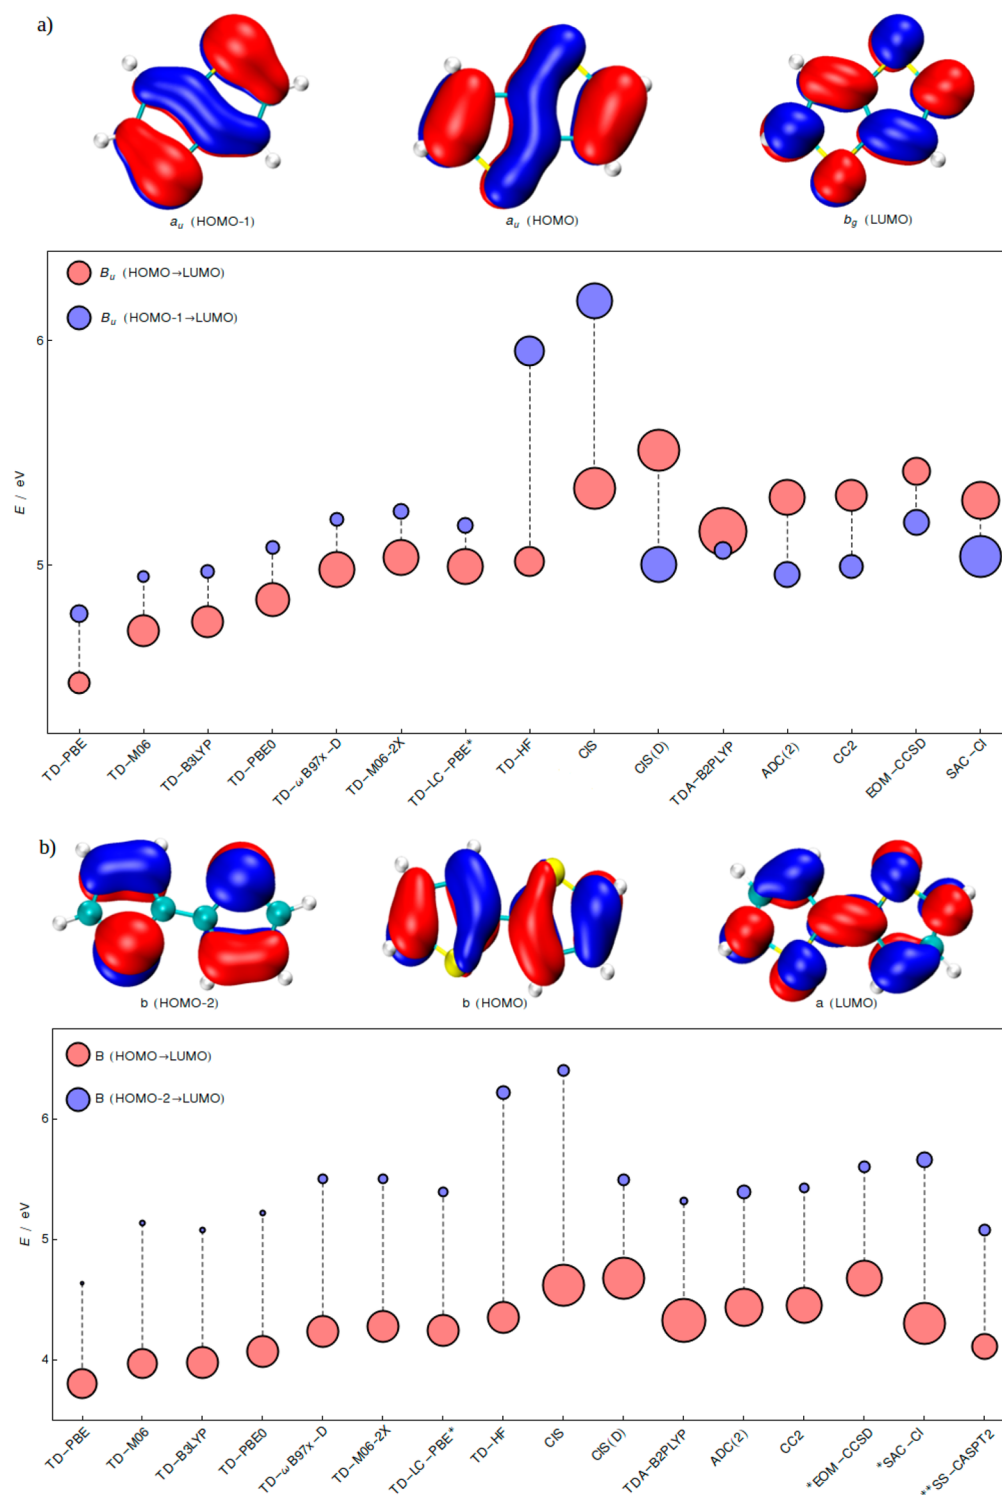 a)
a_u (HOMO-1)
a_u (HOMO)
b_g (LUMO)
B_u (HOMO→LUMO)
B_u (HOMO-1→LUMO)
6
5
E / eV
TD-PBE
TD-M06
TD-B3LYP
TD-PBE0
TD-ωB97x-D
TD-M06-2X
TD-LC-PBE*
TD-HF
CIS
CIS(D)
TDA-B2PLYP
ADC(2)
CC2
EOM-CCSD
SAC-CI
b)
b (HOMO-2)
b (HOMO)
a (LUMO)
B (HOMO→LUMO)
B (HOMO-2→LUMO)
6
5
4
E / eV
TD-PBE
TD-M06
TD-B3LYP
TD-PBE0
TD-ωB97x-D
TD-M06-2X
TD-LC-PBE*
TD-HF
CIS
CIS(D)
TDA-B2PLYP
ADC(2)
CC2
*EOM-CCSD
*SAC-CI
**SS-CASPT2